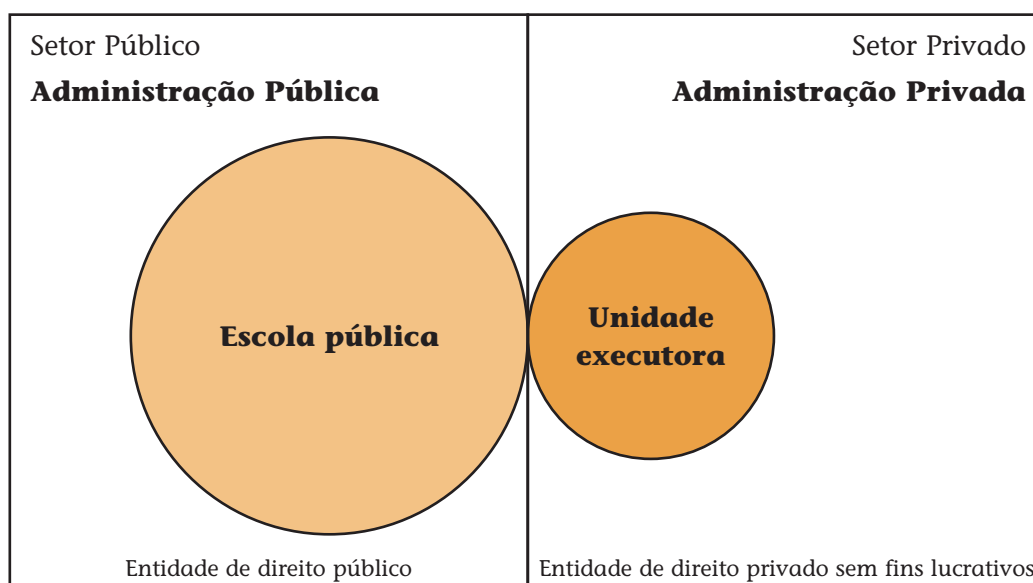 Setor Público
Administração Pública
Setor Privado
Administração Privada
Escola pública
Unidade
executora
Entidade de direito público
Entidade de direito privado sem fins lucrativos